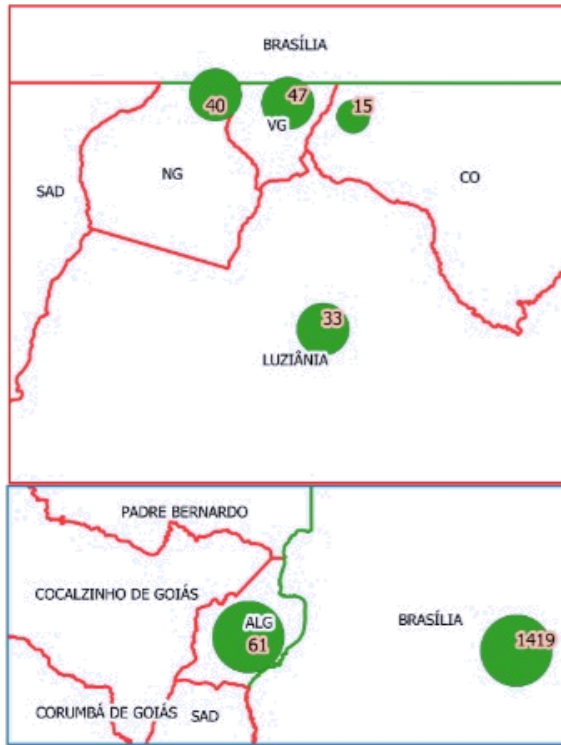 BRASÍLIA
40
47
15
VG
NG
SAD
CO
33
LUZIÂNIA
PADRE BERNARDO
COCALZINHO DE GOIÁS
ALG
61
BRASÍLIA
1419
CORUMBÁ DE GOIÁS
SAD